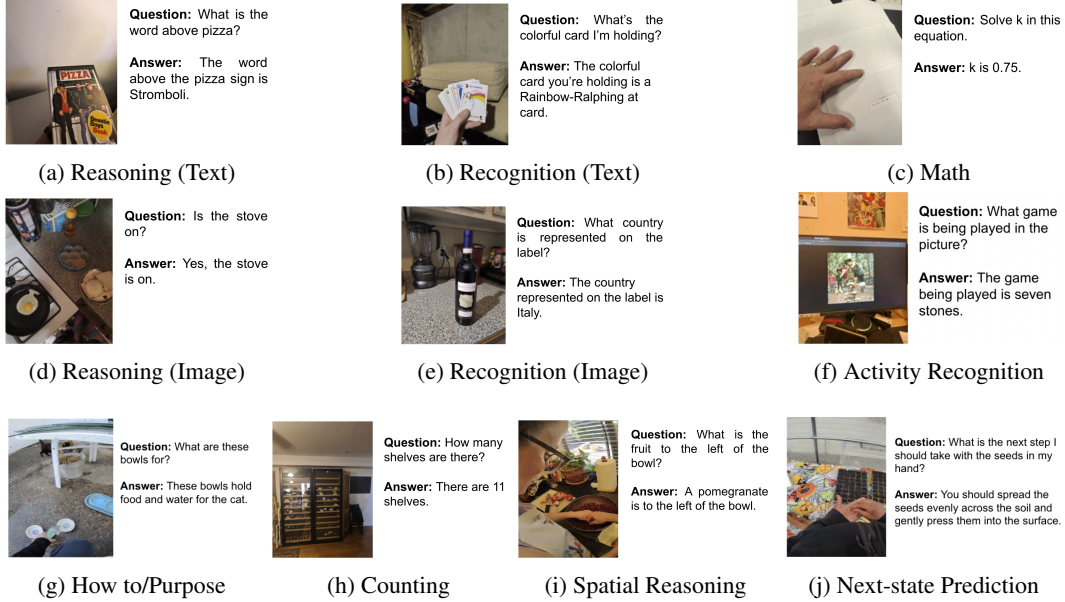 Question: What is the
word above pizza?
Answer: The word
above the pizza sign is
Stromboli.
PIZZA
Beastie
Boys
Book
(a) Reasoning (Text)
Question: What's the
colorful card I'm holding?
Answer: The colorful
card you're holding is a
Rainbow-Ralphing at
card.
(b) Recognition (Text)
Question: Solve k in this
equation.
Answer: k is 0.75.
(c) Math
Question: Is the stove
on?
Answer: Yes, the stove
is on.
(d) Reasoning (Image)
Question: What country
is represented on the
label?
Answer: The country
represented on the label is
Italy.
(e) Recognition (Image)
Question: What game
is being played in the
picture?
Answer: The game
being played is seven
stones.
(f) Activity Recognition
Question: What are these
bowls for?
Answer: These bowls hold
food and water for the cat.
(g) How to/Purpose
Question: How many
shelves are there?
Answer: There are 11
shelves.
(h) Counting
Question: What is the
fruit to the left of the
bowl?
Answer: A pomegranate
is to the left of the bowl.
(i) Spatial Reasoning
Question: What is the next step I
should take with the seeds in my
hand?
Answer: You should spread the
seeds evenly across the soil and
gently press them into the surface.
(j) Next-state Prediction